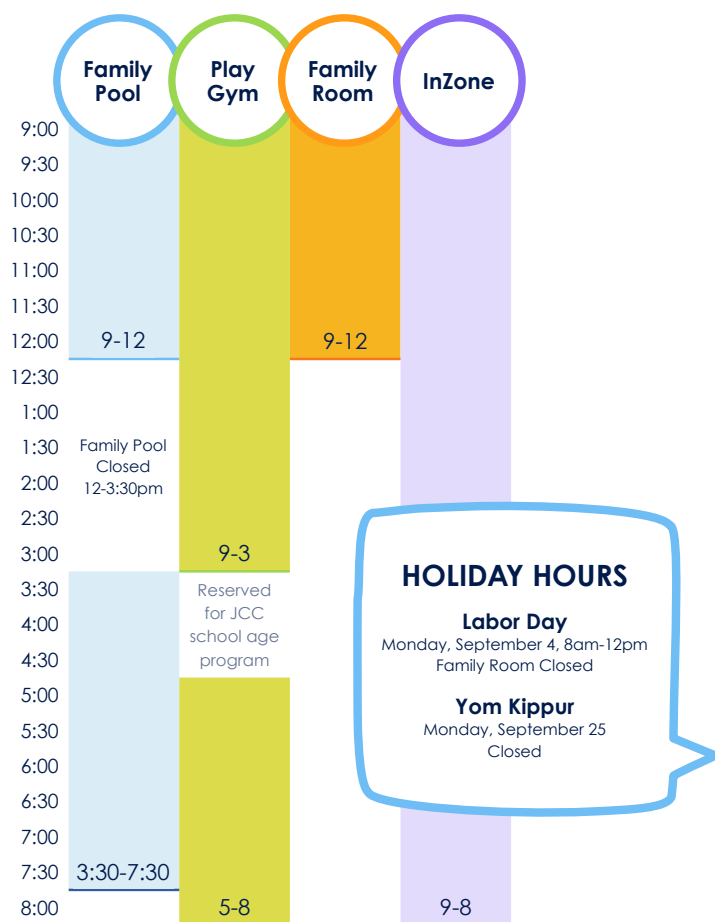 Family
Pool
Play
Gym
Family
Room
InZone
9:00
9:30
10:00
10:30
11:00
11:30
12:00
9-12
9-12
12:30
1:00
1:30
Family Pool
Closed
2:00
12-3:30pm
2:30
3:00
9-3
3:30
Reserved
for JCC
4:00
school age
4:30
program
5:00
5:30
6:00
6:30
7:00
7:30
3:30-7:30
8:00
5-8
9-8
HOLIDAY HOURS
Labor Day
Monday, September 4, 8am-12pm
Family Room Closed
Yom Kippur
Monday, September 25
Closed